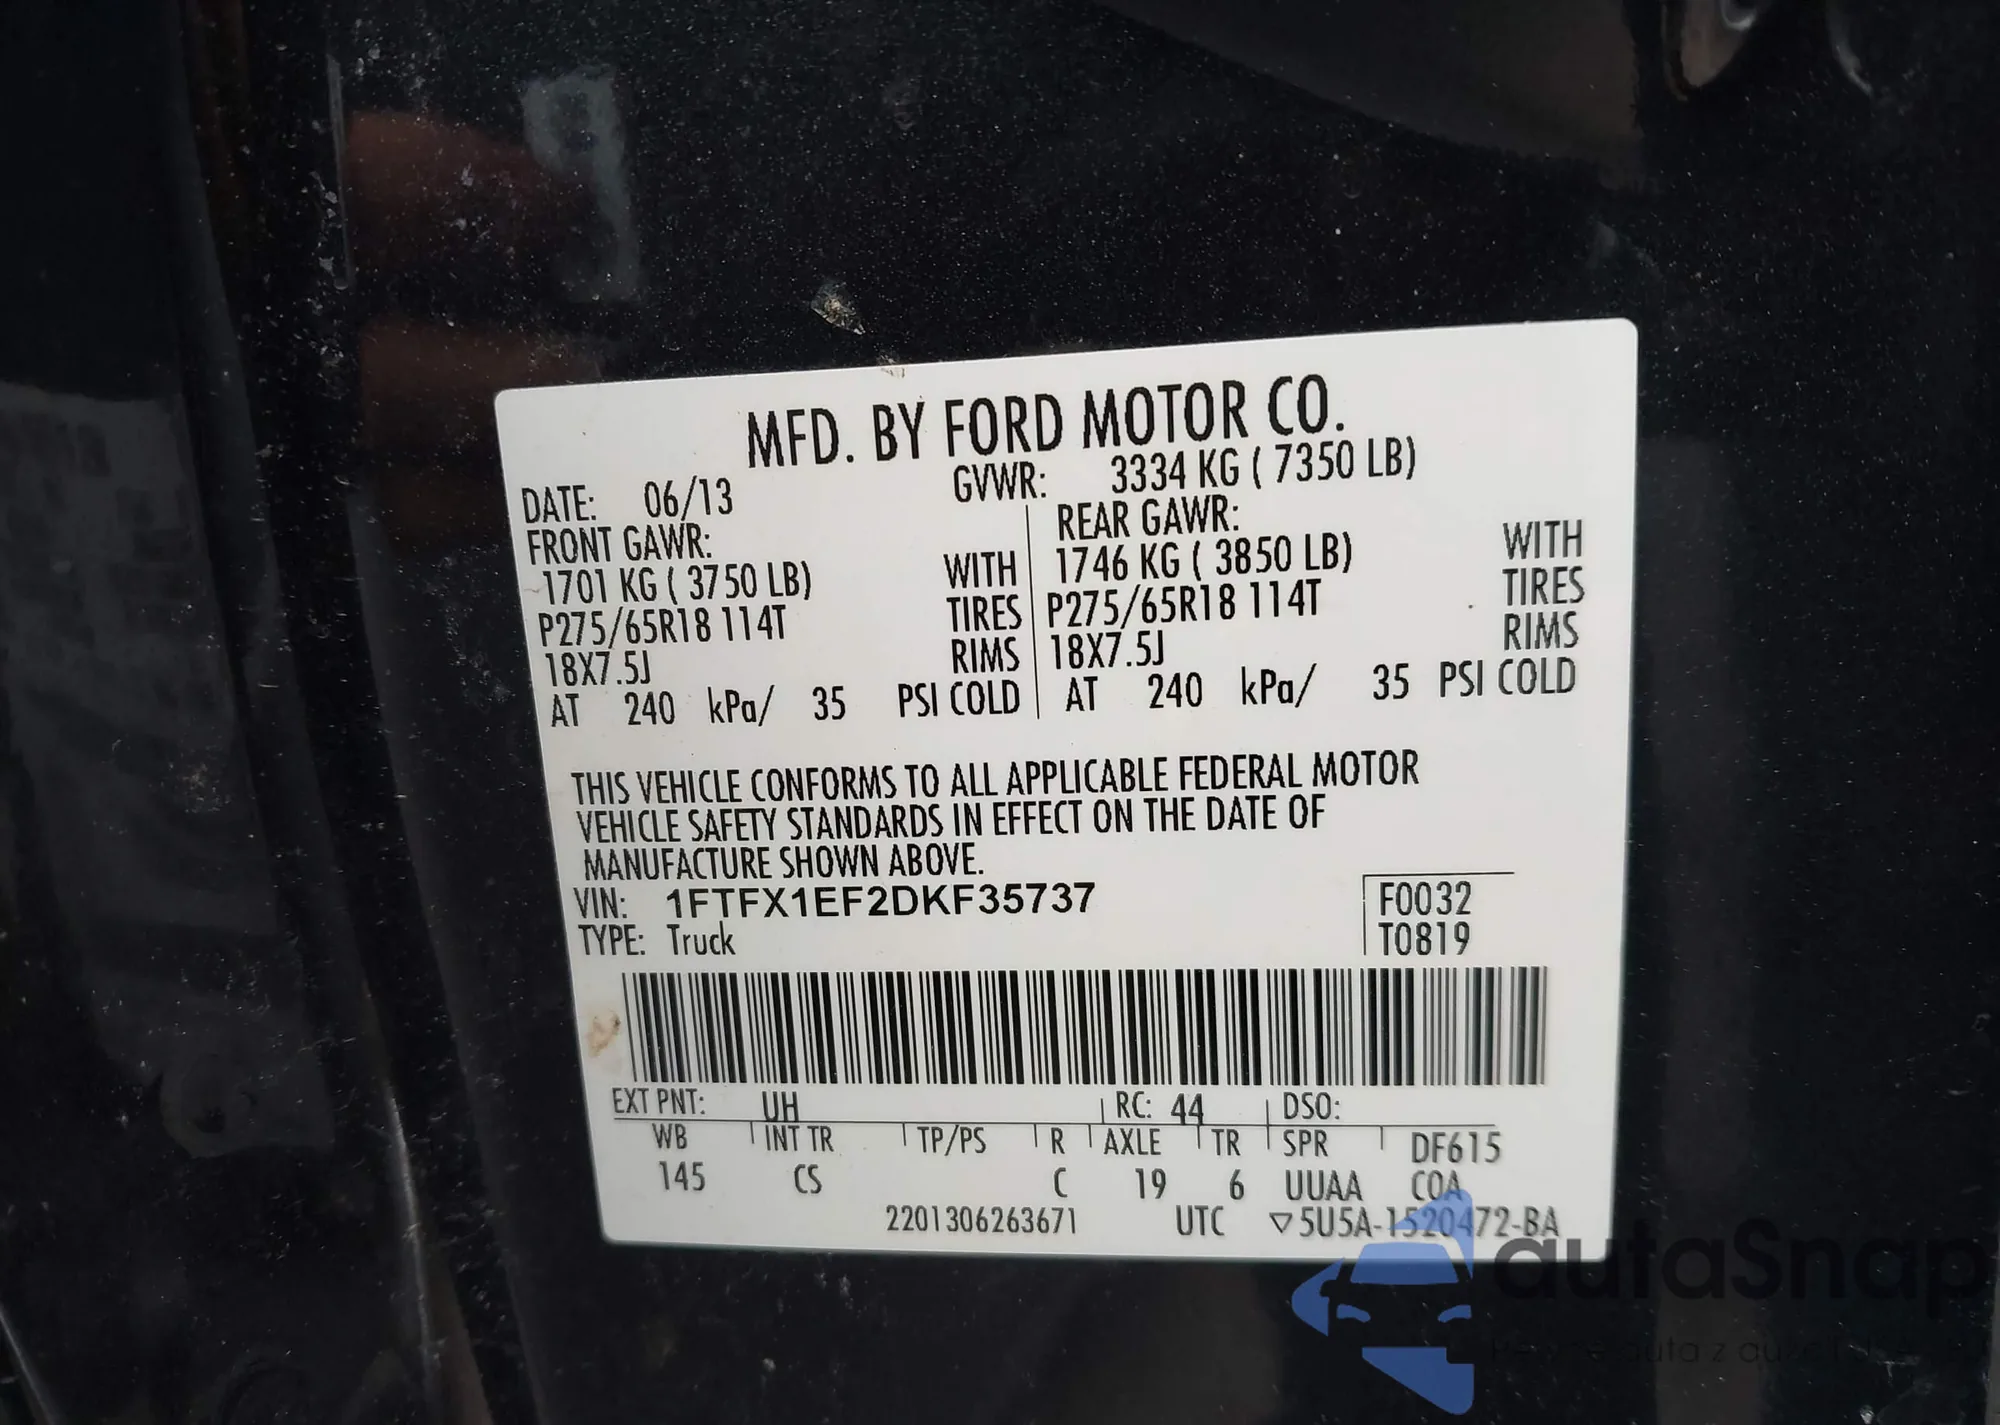 MFD. BY FORD MOTOR CO.
DATE: 06/13 GVWR: 3334 KG ( 7350 LB)
FRONT GAWR: REAR GAWR:
1701 KG ( 3750 LB) WITH 1746 KG ( 3850 LB) WITH
P275/65R18 114T TIRES P275/65R18 114T TIRES
18X7.5J RIMS 18X7.5J RIMS
AT 240 kPa/ 35 PSI COLD AT 240 kPa/ 35 PSI COLD
THIS VEHICLE CONFORMS TO ALL APPLICABLE FEDERAL MOTOR
VEHICLE SAFETY STANDARDS IN EFFECT ON THE DATE OF
MANUFACTURE SHOWN ABOVE.
VIN: 1FTFX1EF2DKF35737 F0032
TYPE: Truck T0819
EXT PNT: UH RC: 44 DSO:
WB INT TR TP/PS R AXLE TR SPR DF615
145 CS C 19 6 UUAA COA
2201306263671 UTC ▽5U5A-1520472-BA
autaSnap